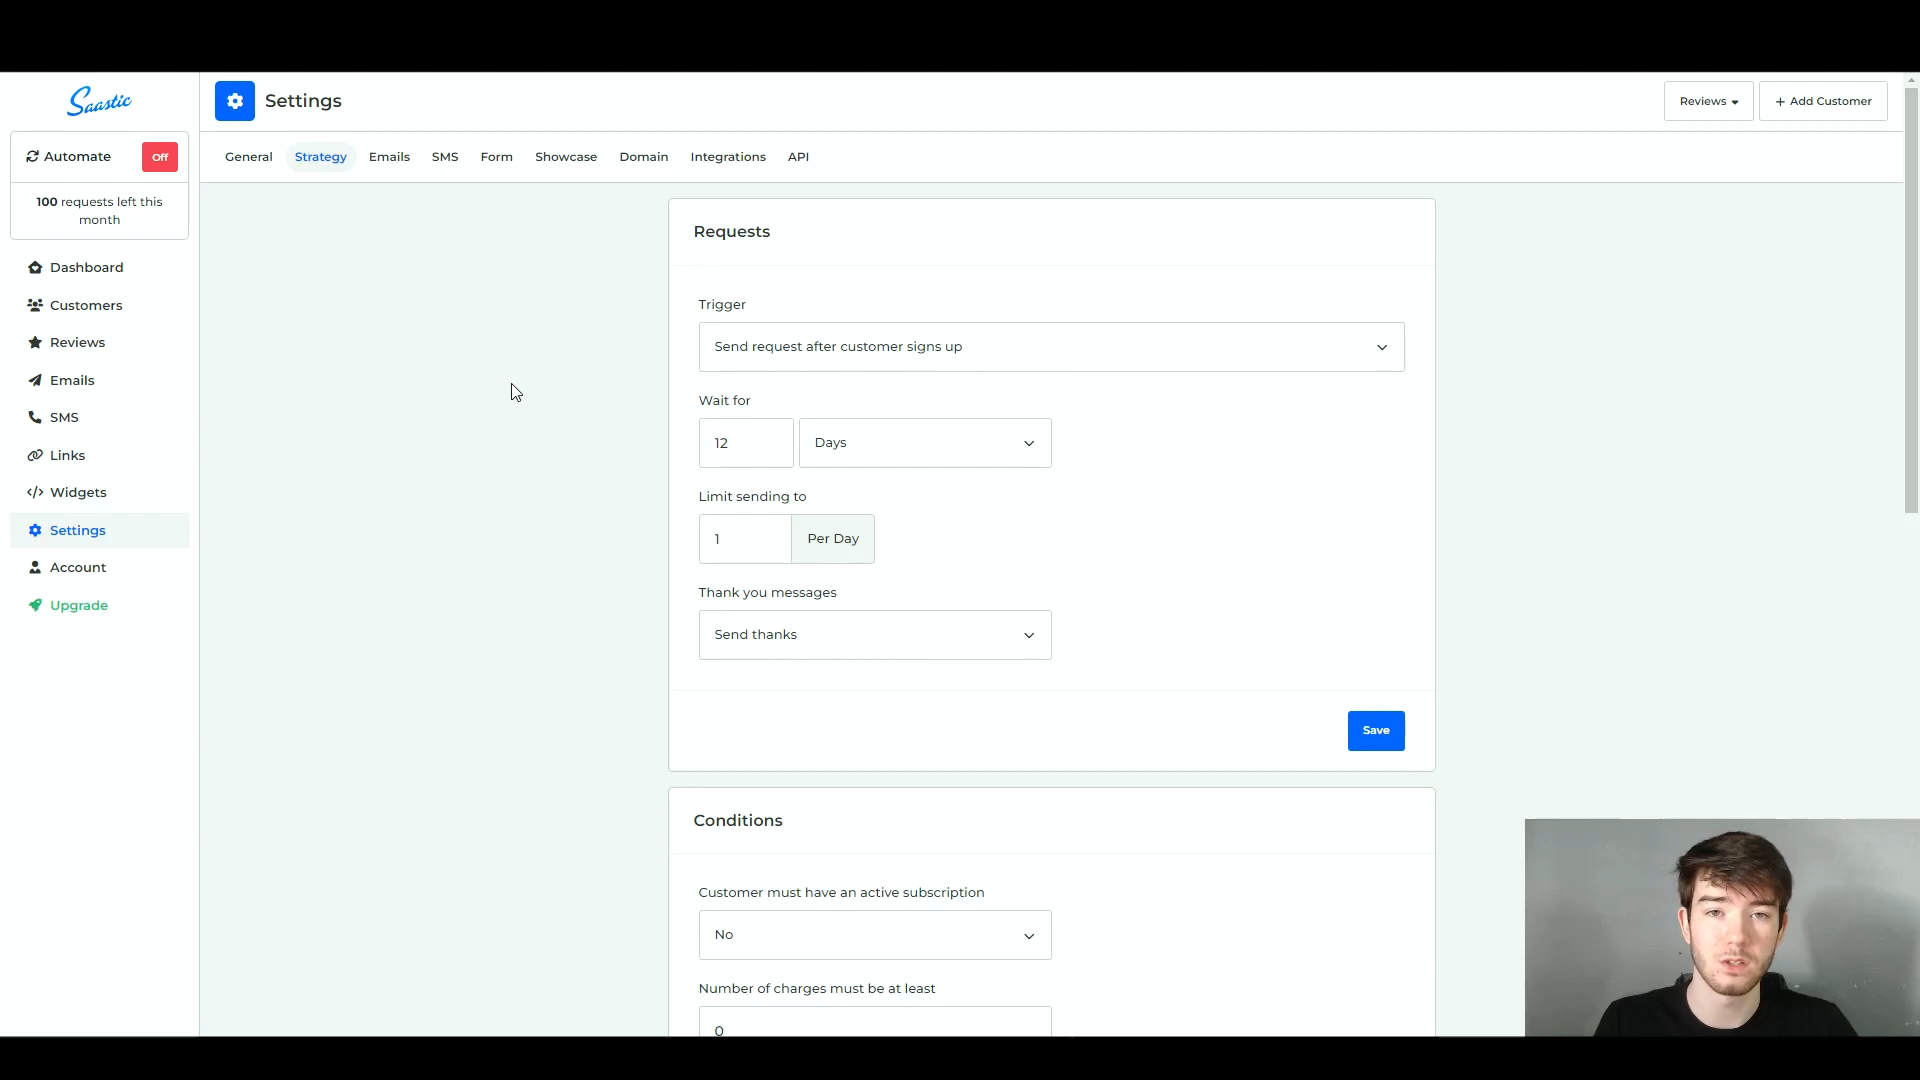 Saastic
Settings
Reviews
+ Add Customer
Automate
Off
100 requests left this
month
General
Strategy
Emails
SMS
Form
Showcase
Domain
Integrations
API
Dashboard
Customers
Reviews
Emails
SMS
Links
Widgets
Settings
Account
Upgrade
Requests
Trigger
Send request after customer signs up
Wait for
12
Days
Limit sending to
1
Per Day
Thank you messages
Send thanks
Save
Conditions
Customer must have an active subscription
No
Number of charges must be at least
0